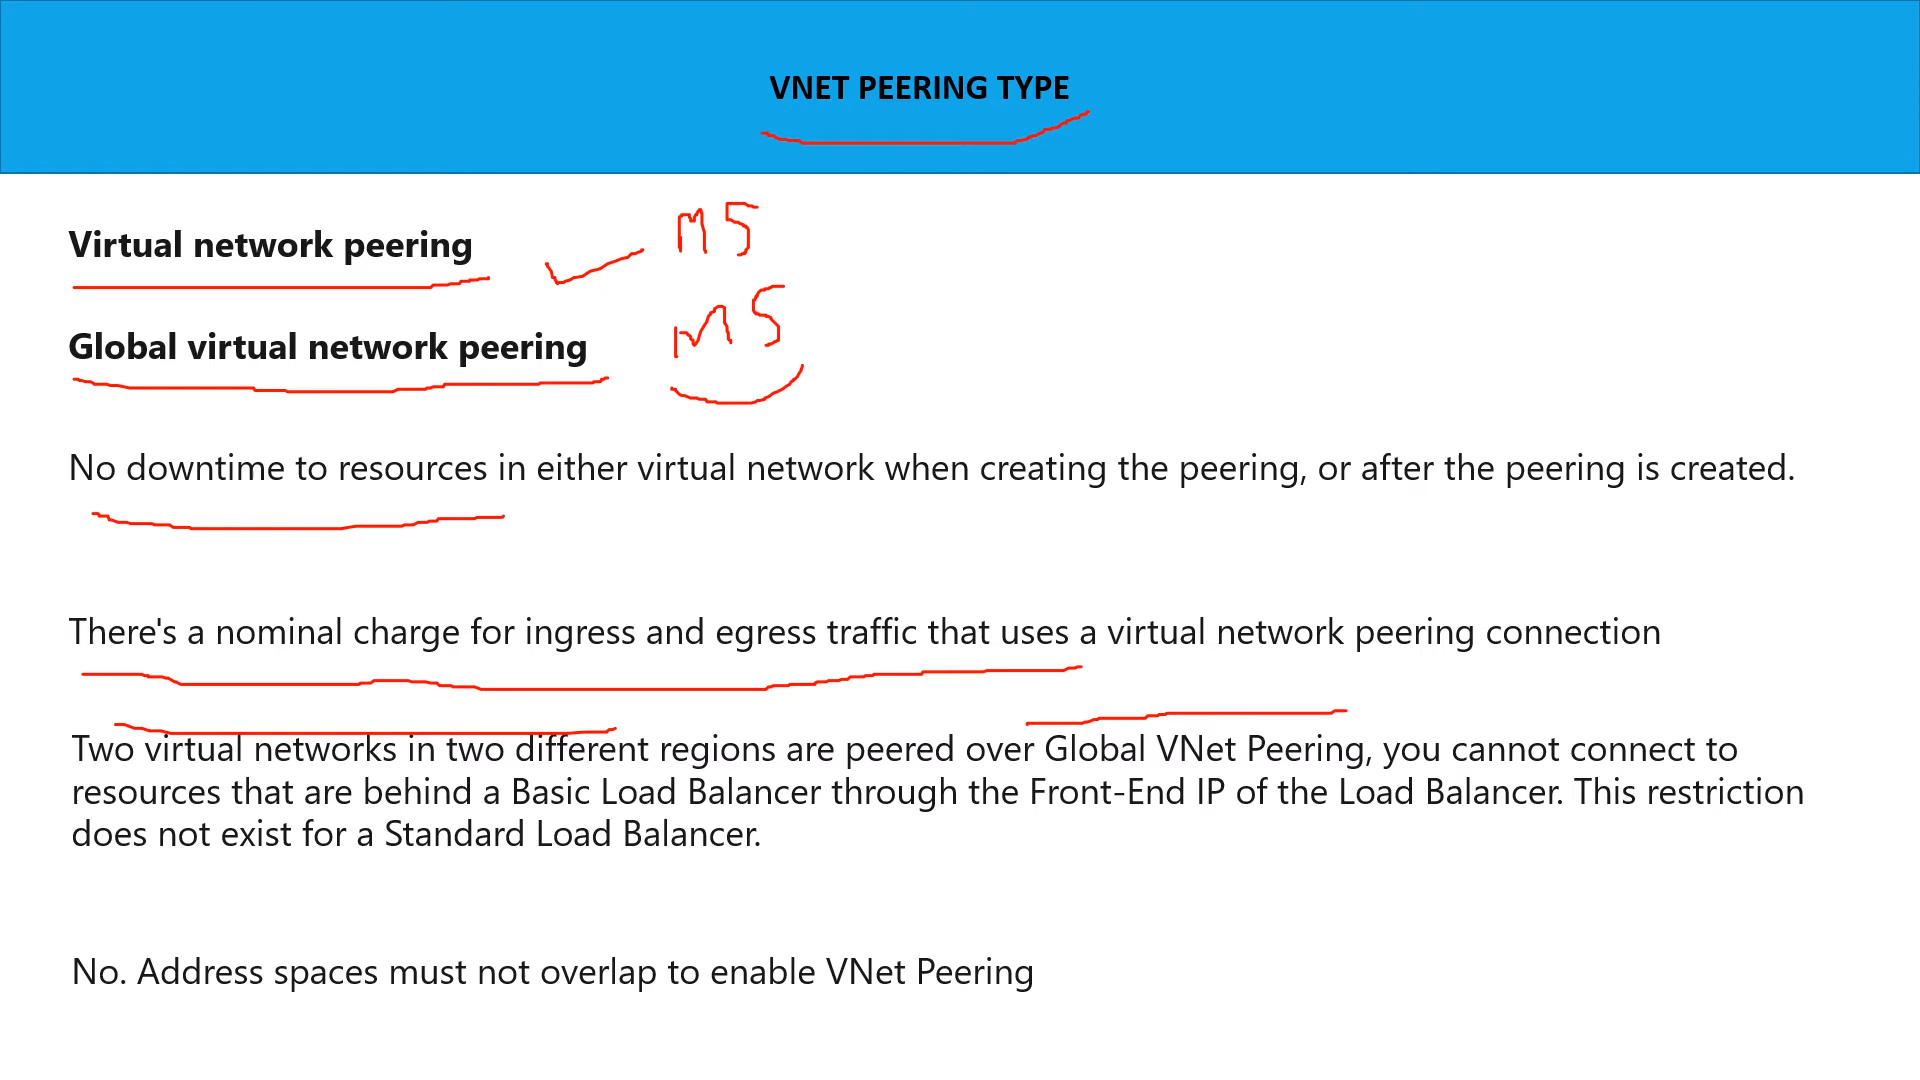 VNET PEERING TYPE
Virtual network peering
MS
Global virtual network peering
MS
No downtime to resources in either virtual network when creating the peering, or after the peering is created.
There's a nominal charge for ingress and egress traffic that uses a virtual network peering connection
Two virtual networks in two different regions are peered over Global VNet Peering, you cannot connect to
resources that are behind a Basic Load Balancer through the Front-End IP of the Load Balancer. This restriction
does not exist for a Standard Load Balancer.
No. Address spaces must not overlap to enable VNet Peering